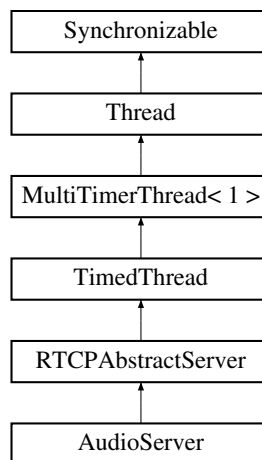 Synchronizable
Thread
MultiTimerThread< 1 >
TimedThread
RTCPAbstractServer
AudioServer